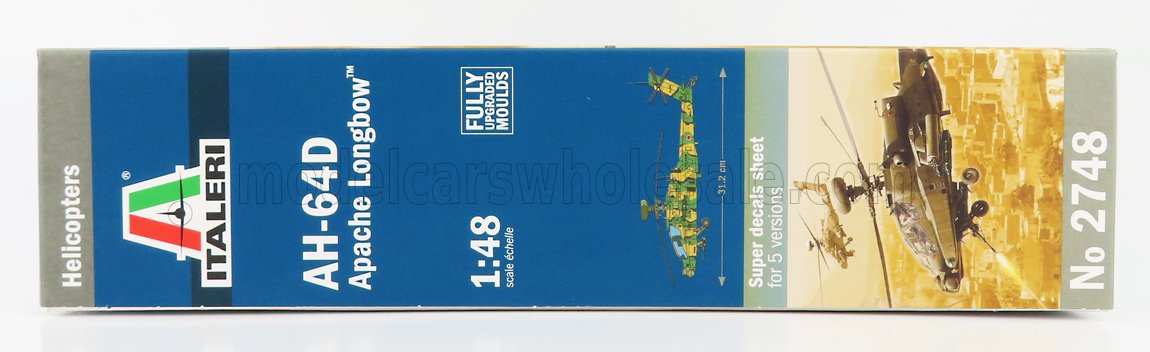 Helicopters
®
ITALERI
AH-64D
Apache Longbow™
1:48
scale échelle
FULLY
UPGRADED
MOULDS
31.2 cm
Super decals sheet
for 5 versions
No 2748
modelcarswholesale.com